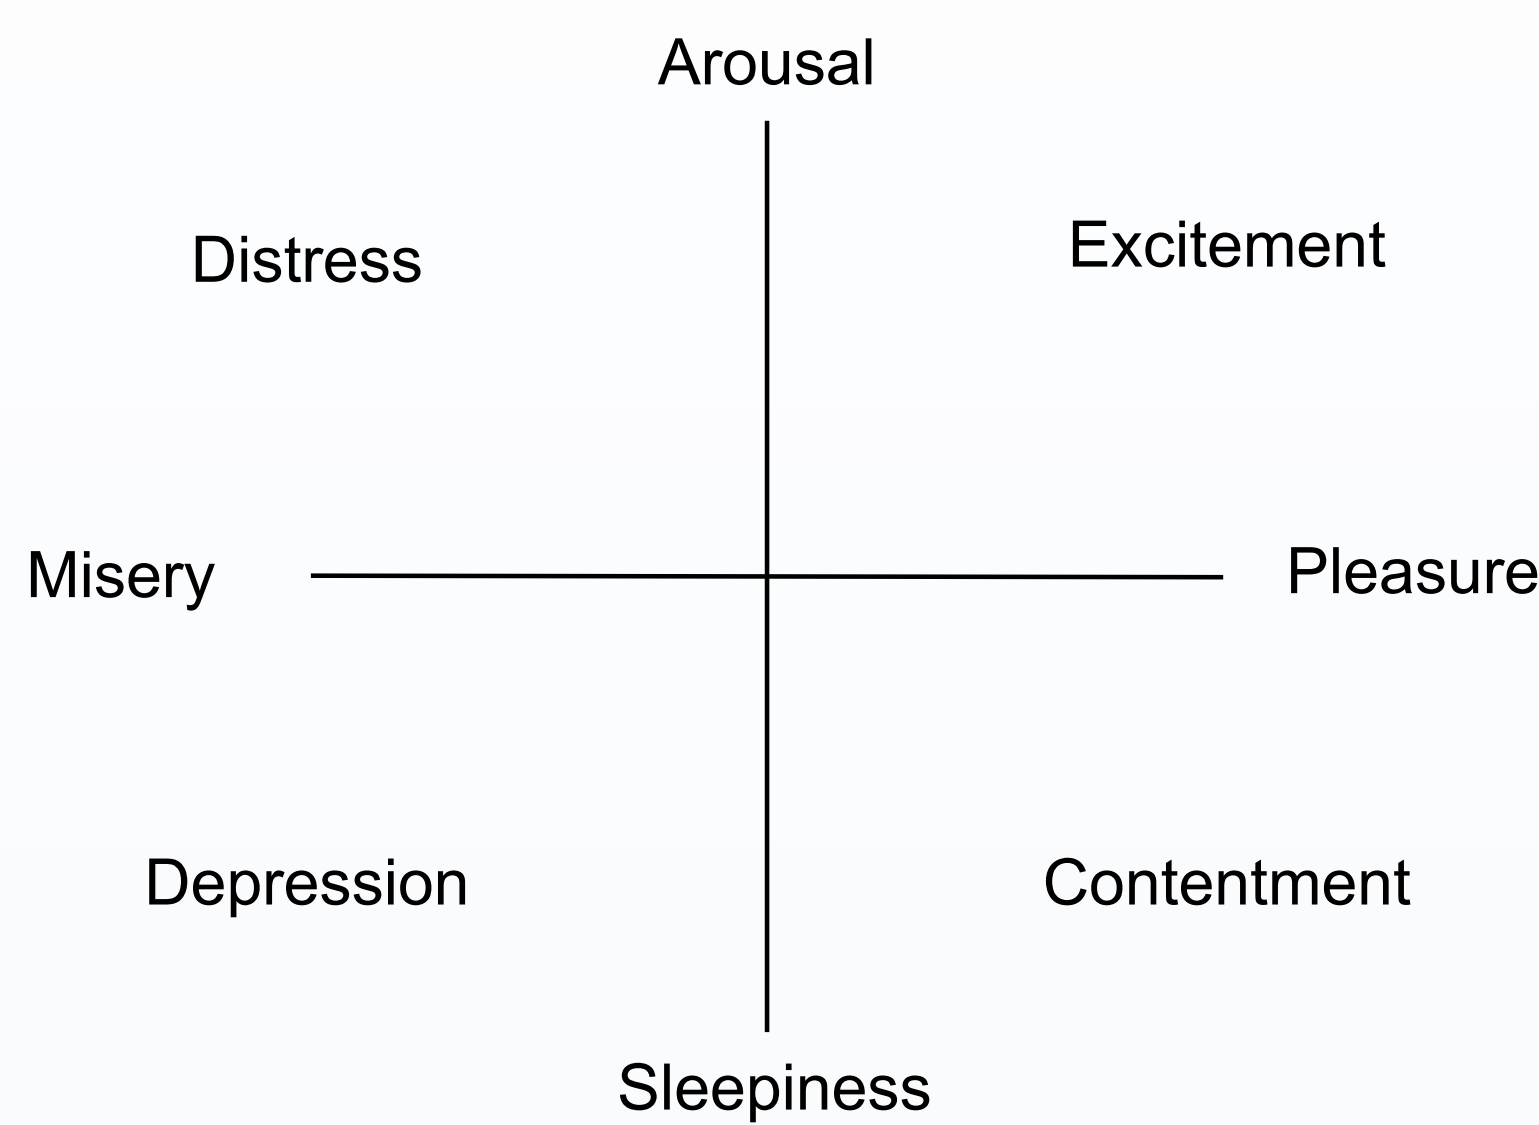 Arousal
Distress
Excitement
Misery
Pleasure
Depression
Contentment
Sleepiness